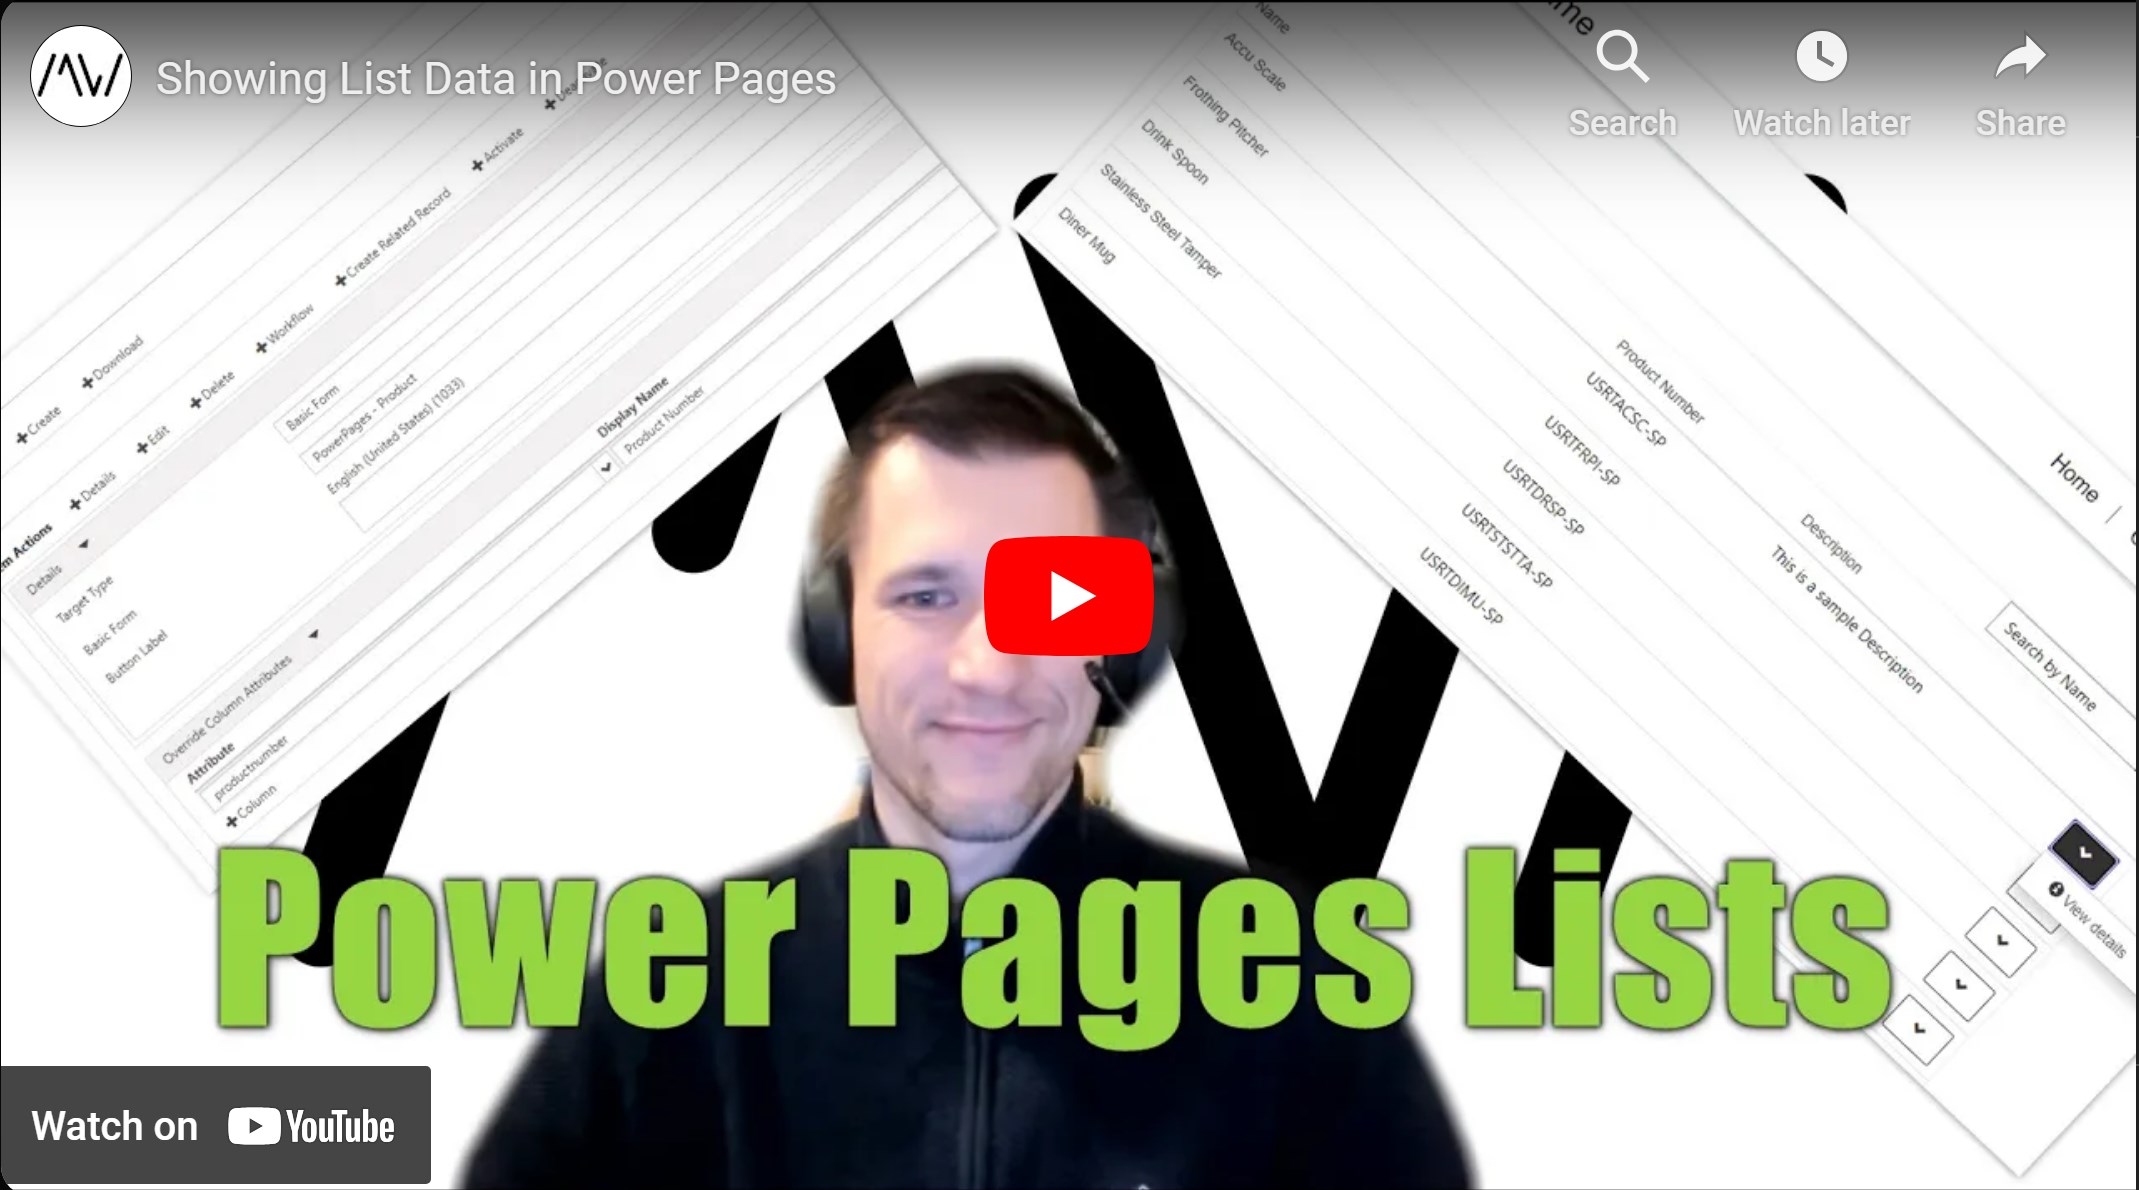 Showing List Data in Power Pages
Search
Watch later
Share
Create
Download
Details
Edit
Delete
Workflow
Create Related Record
Activate
Actions
Details
Target Type
Basic Form
Basic Form
PowerPages - Product
Button Label
English (United States) (1033)
Override Column Attributes
Attribute
Display Name
productnumber
Product Number
Column
Name
Accu Scale
Frothing Pitcher
Drink Spoon
Stainless Steel Tamper
Diner Mug
Product Number
USRTACSC-SP
USRTFRPI-SP
USRTDRSP-SP
USRTSTSTTA-SP
USRTDIMU-SP
Description
This is a sample Description
Home |
Search by Name
View details
Power Pages Lists
Watch on YouTube